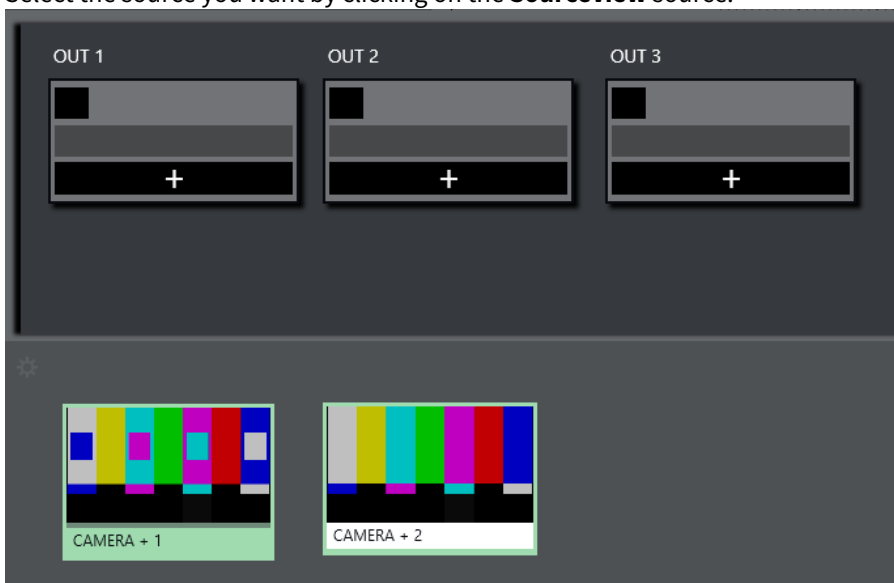 Select the source you want by clicking on the SourceView source.
OUT 1 OUT 2 OUT 3
+ + +
CAMERA + 1 CAMERA + 2